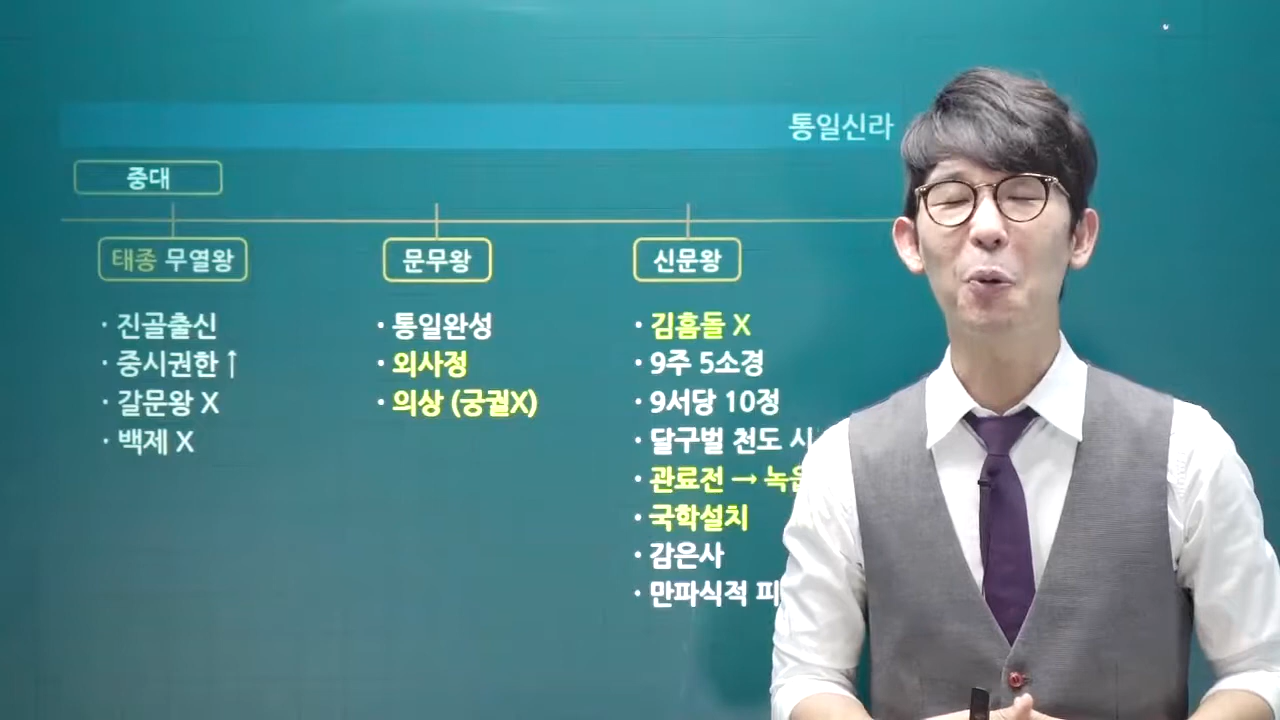 통일신라
중대
태종 무열왕
· 진골출신
· 중시권한↑
· 갈문왕 X
· 백제 X
문무왕
· 통일완성
· 외사정
· 의상 (궁궐X)
신문왕
· 김흠돌 X
· 9주 5소경
· 9서당 10정
· 달구벌 천도 시
· 관료전 → 녹
· 국학설치
· 감은사
· 만파식적 피